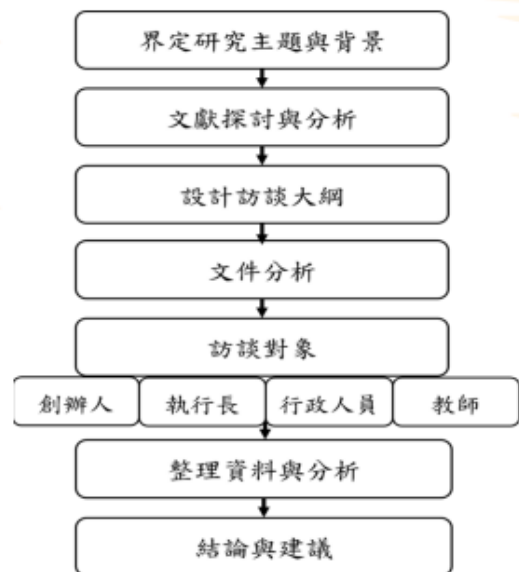 界定研究主題與背景
文獻探討與分析
設計訪談大綱
文件分析
訪談對象
創辦人 執行長 行政人員 教師
整理資料與分析
結論與建議